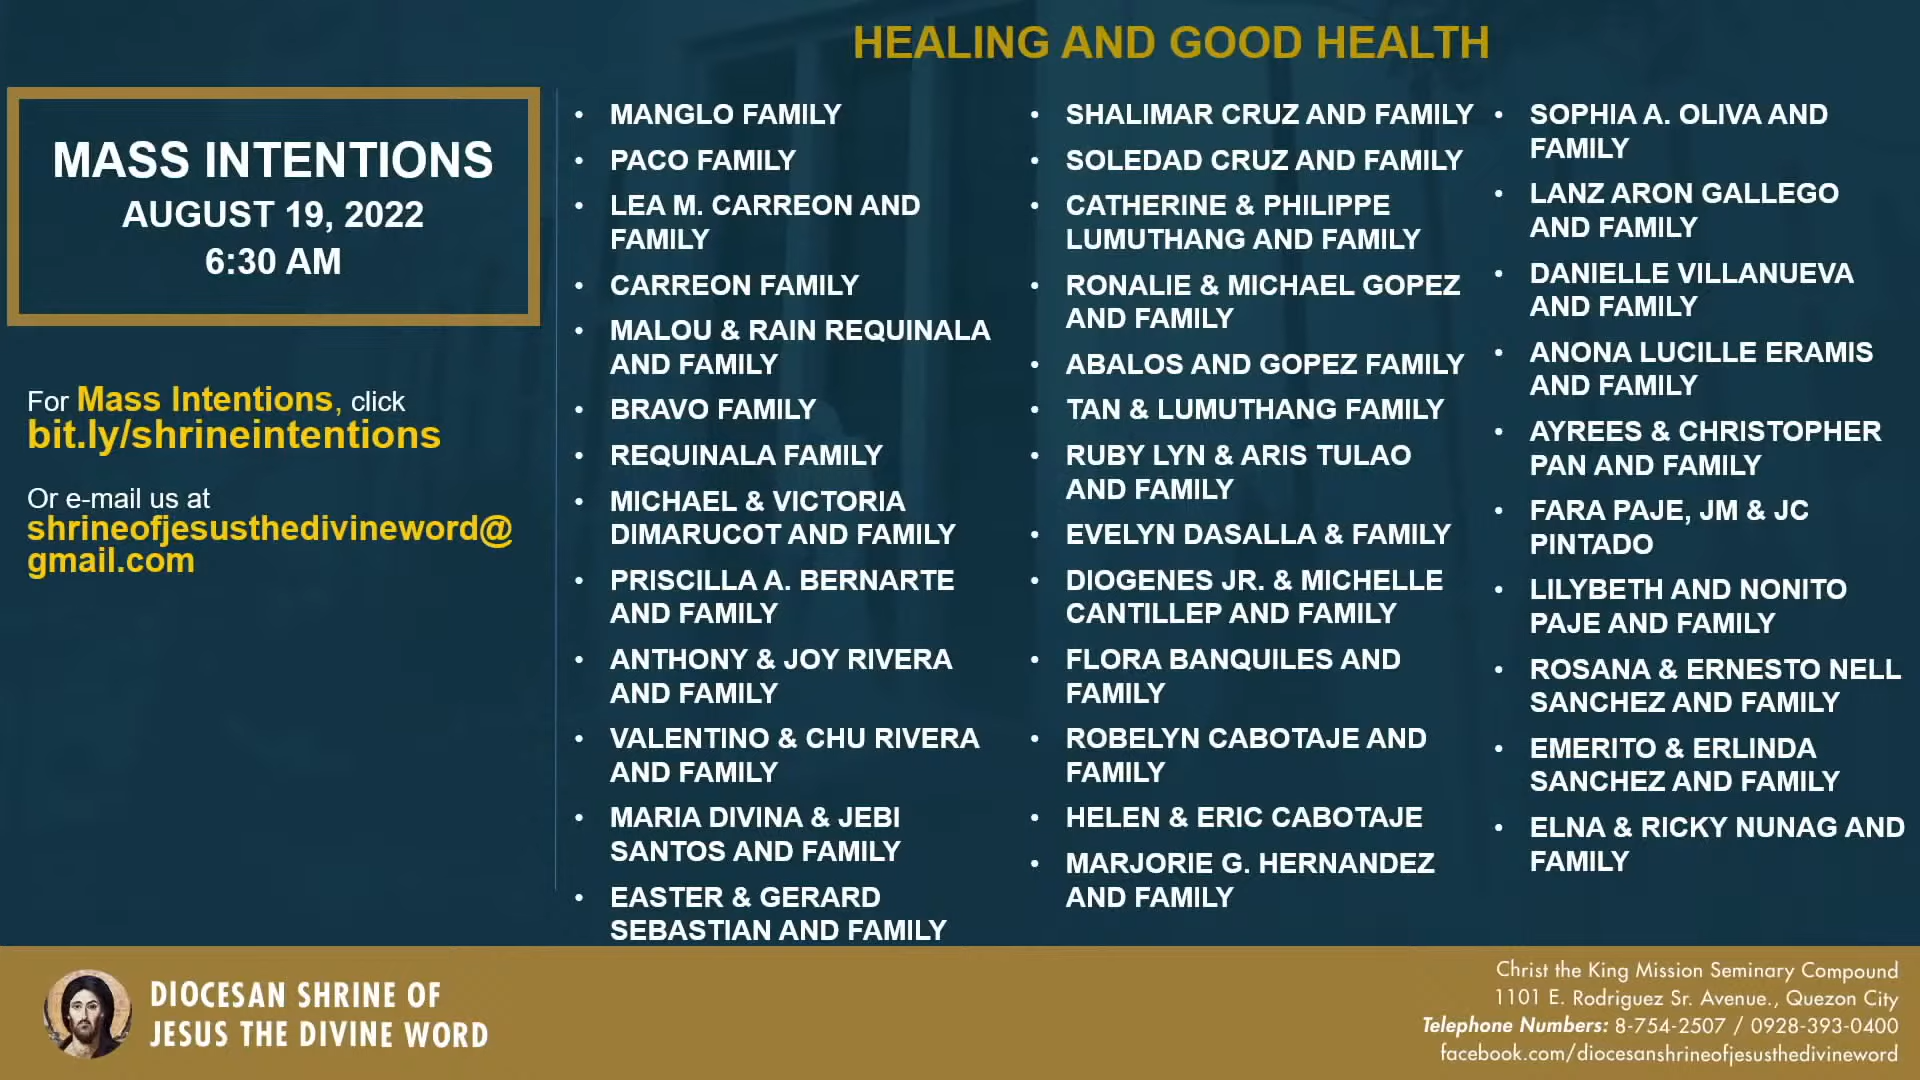 HEALING AND GOOD HEALTH
MASS INTENTIONS
AUGUST 19, 2022
6:30 AM
For Mass Intentions, click
bit.ly/shrineintentions
Or e-mail us at
shrineofjesusthedivineword@
gmail.com
• MANGLO FAMILY
• PACO FAMILY
• LEA M. CARREON AND
FAMILY
• CARREON FAMILY
• MALOU & RAIN REQUINALA
AND FAMILY
• BRAVO FAMILY
• REQUINALA FAMILY
• MICHAEL & VICTORIA
DIMARUCOT AND FAMILY
• PRISCILLA A. BERNARTE
AND FAMILY
• ANTHONY & JOY RIVERA
AND FAMILY
• VALENTINO & CHU RIVERA
AND FAMILY
• MARIA DIVINA & JEBI
SANTOS AND FAMILY
• EASTER & GERARD
SEBASTIAN AND FAMILY
• SHALIMAR CRUZ AND FAMILY
• SOLEDAD CRUZ AND FAMILY
• CATHERINE & PHILIPPE
LUMUTHANG AND FAMILY
• RONALIE & MICHAEL GOPEZ
AND FAMILY
• ABALOS AND GOPEZ FAMILY
• TAN & LUMUTHANG FAMILY
• RUBY LYN & ARIS TULAO
AND FAMILY
• EVELYN DASALLA & FAMILY
• DIOGENES JR. & MICHELLE
CANTILLEP AND FAMILY
• FLORA BANQUILES AND
FAMILY
• ROBELYN CABOTAJE AND
FAMILY
• HELEN & ERIC CABOTAJE
• MARJORIE G. HERNANDEZ
AND FAMILY
• SOPHIA A. OLIVA AND
FAMILY
• LANZ ARON GALLEGO
AND FAMILY
• DANIELLE VILLANUEVA
AND FAMILY
• ANONA LUCILLE ERAMIS
AND FAMILY
• AYREES & CHRISTOPHER
PAN AND FAMILY
• FARA PAJE, JM & JC
PINTADO
• LILYBETH AND NONITO
PAJE AND FAMILY
• ROSANA & ERNESTO NELL
SANCHEZ AND FAMILY
• EMERITO & ERLINDA
SANCHEZ AND FAMILY
• ELNA & RICKY NUNAG AND
FAMILY
DIOCESAN SHRINE OF
JESUS THE DIVINE WORD
Christ the King Mission Seminary Compound
1101 E. Rodriguez Sr. Avenue., Quezon City
Telephone Numbers: 8-754-2507 / 0928-393-0400
facebook.com/diocesanshrineofjesusthedivineword